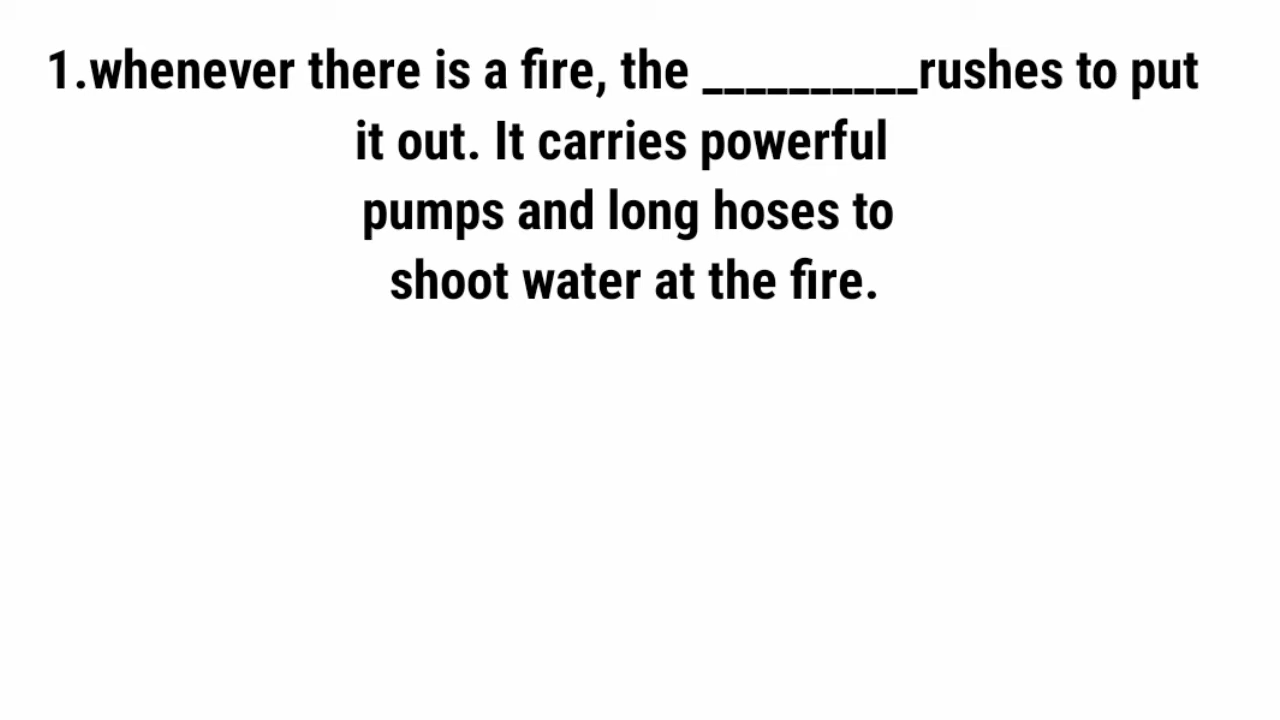 1.whenever there is a fire, the __________rushes to put
it out. It carries powerful
pumps and long hoses to
shoot water at the fire.